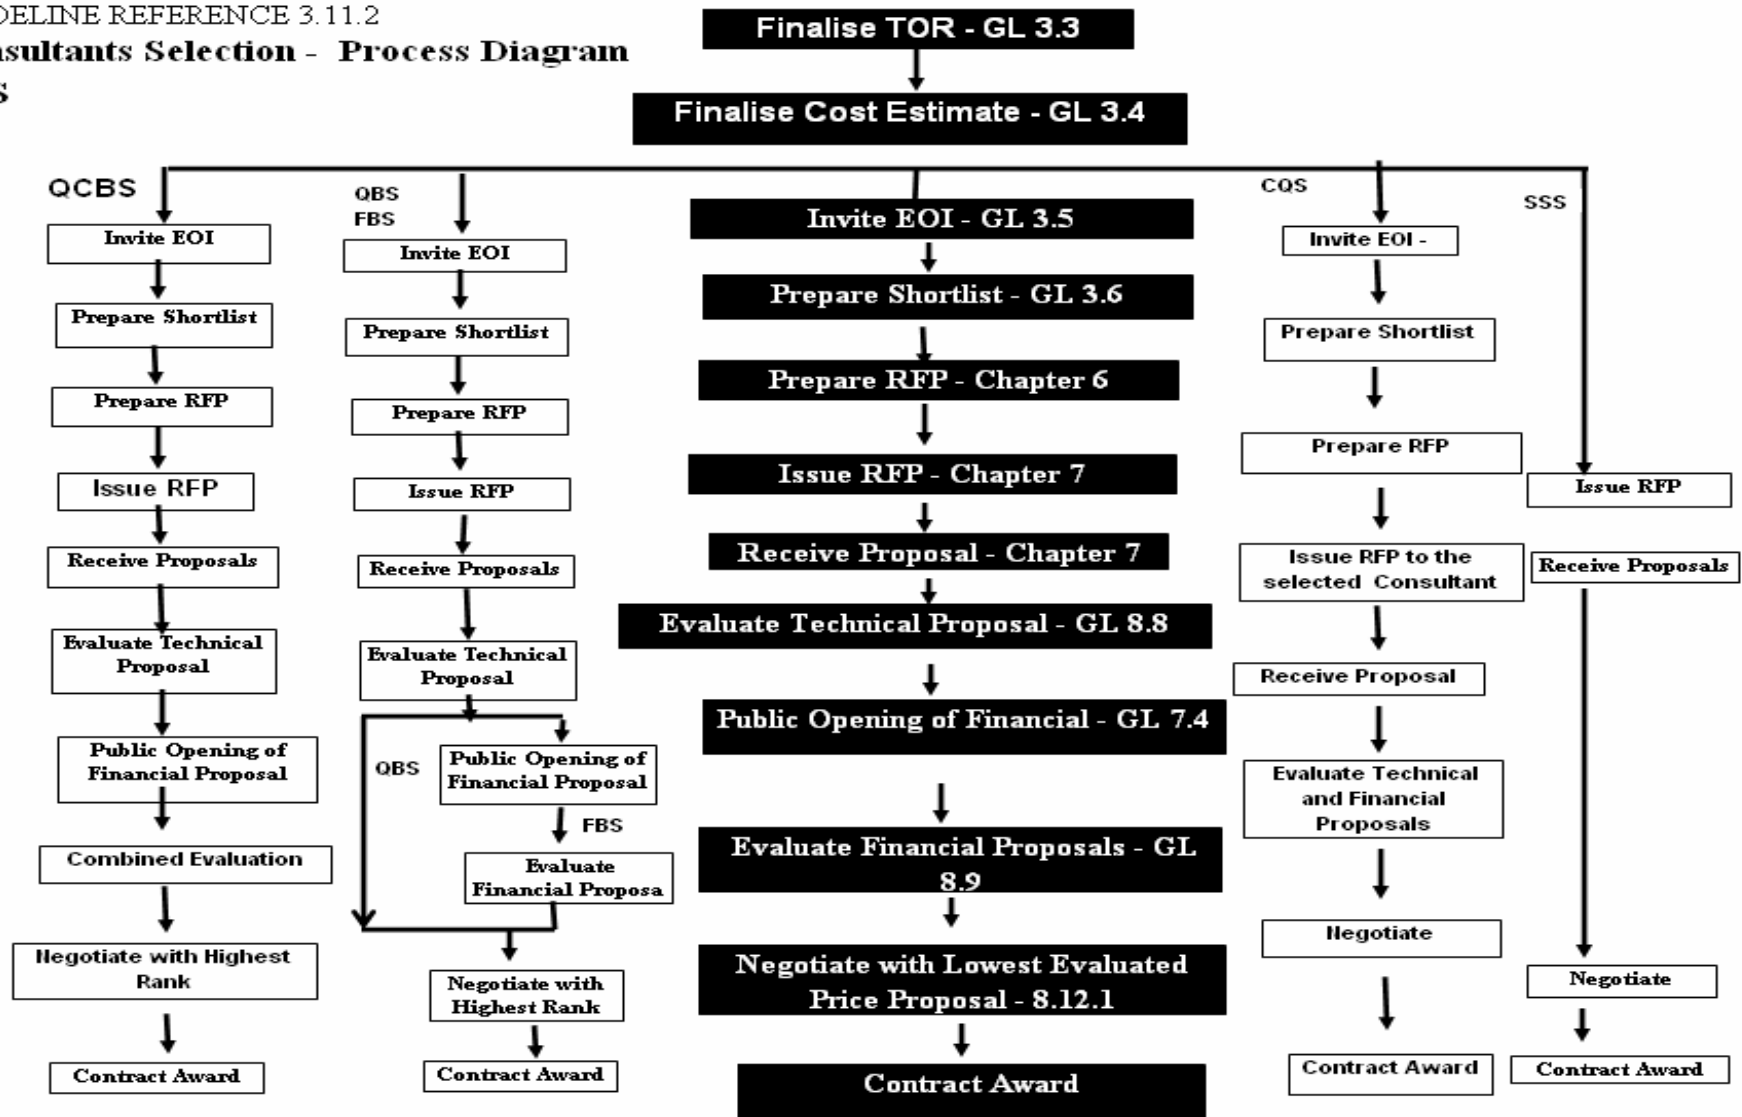 DELINE REFERENCE 3.11.2
nsultants Selection - Process Diagram
S
Finalise TOR - GL 3.3
Finalise Cost Estimate - GL 3.4
QCBS
Invite EOI
Prepare Shortlist
Prepare RFP
Issue RFP
Receive Proposals
Evaluate Technical
Proposal
Public Opening of
Financial Proposal
Combined Evaluation
Negotiate with Highest
Rank
Contract Award
QBS
FBS
Invite EOI
Prepare Shortlist
Prepare RFP
Issue RFP
Receive Proposals
Evaluate Technical
Proposal
QBS
Public Opening of
Financial Proposal
FBS
Evaluate
Financial Proposa
Negotiate with
Highest Rank
Contract Award
Invite EOI - GL 3.5
Prepare Shortlist - GL 3.6
Prepare RFP - Chapter 6
Issue RFP - Chapter 7
Receive Proposal - Chapter 7
Evaluate Technical Proposal - GL 8.8
Public Opening of Financial - GL 7.4
Evaluate Financial Proposals - GL
8.9
Negotiate with Lowest Evaluated
Price Proposal - 8.12.1
Contract Award
CQS
Invite EOI -
Prepare Shortlist
Prepare RFP
Issue RFP to the
selected Consultant
Receive Proposal
Evaluate Technical
and Financial
Proposals
Negotiate
Contract Award
SSS
Issue RFP
Receive Proposals
Negotiate
Contract Award